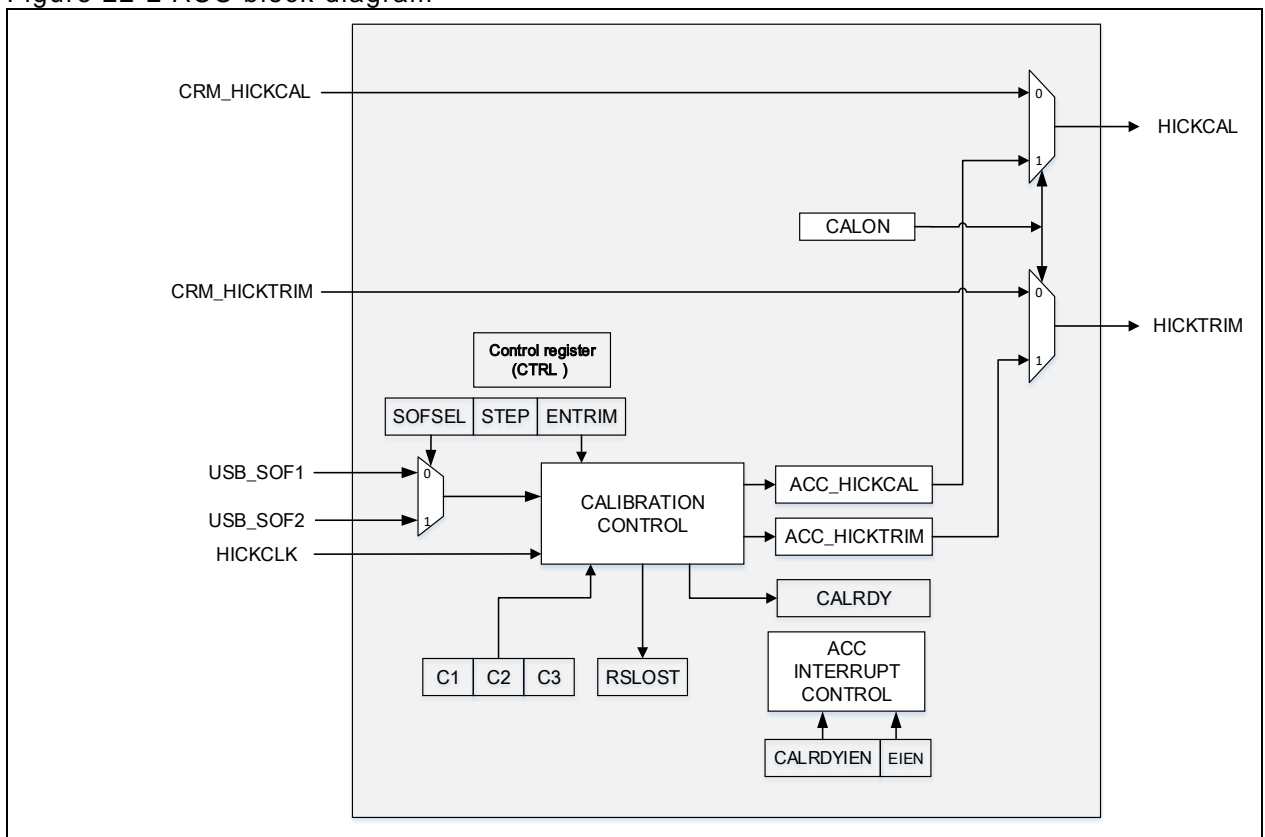 Figure 22-2 ACC block diagram
CRM_HICKCAL
0
HICKCAL
1
CALON
CRM_HICKTRIM
0
HICKTRIM
1
Control register
(CTRL )
SOFSEL STEP ENTRIM
USB_SOF1
0
USB_SOF2
1
HICKCLK
CALIBRATION
CONTROL
ACC_HICKCAL
ACC_HICKTRIM
CALRDY
C1 C2 C3
RSLOST
ACC
INTERRUPT
CONTROL
CALRDYIEN EIEN